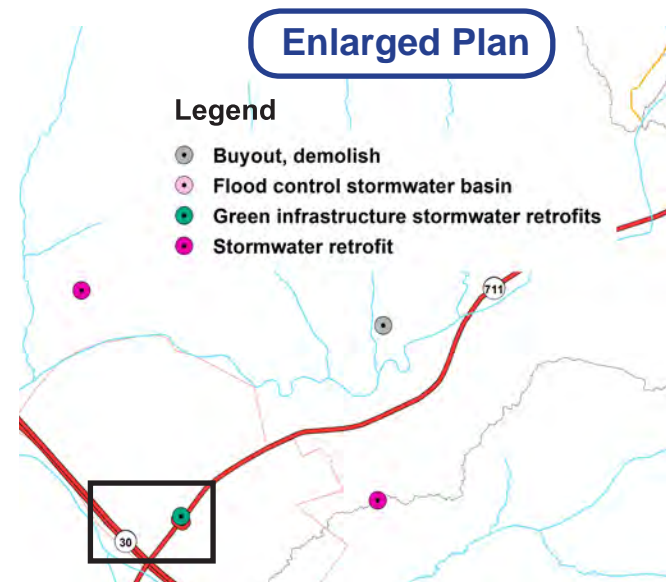 Enlarged Plan
Legend
Buyout, demolish
Flood control stormwater basin
Green infrastructure stormwater retrofits
Stormwater retrofit
711
30